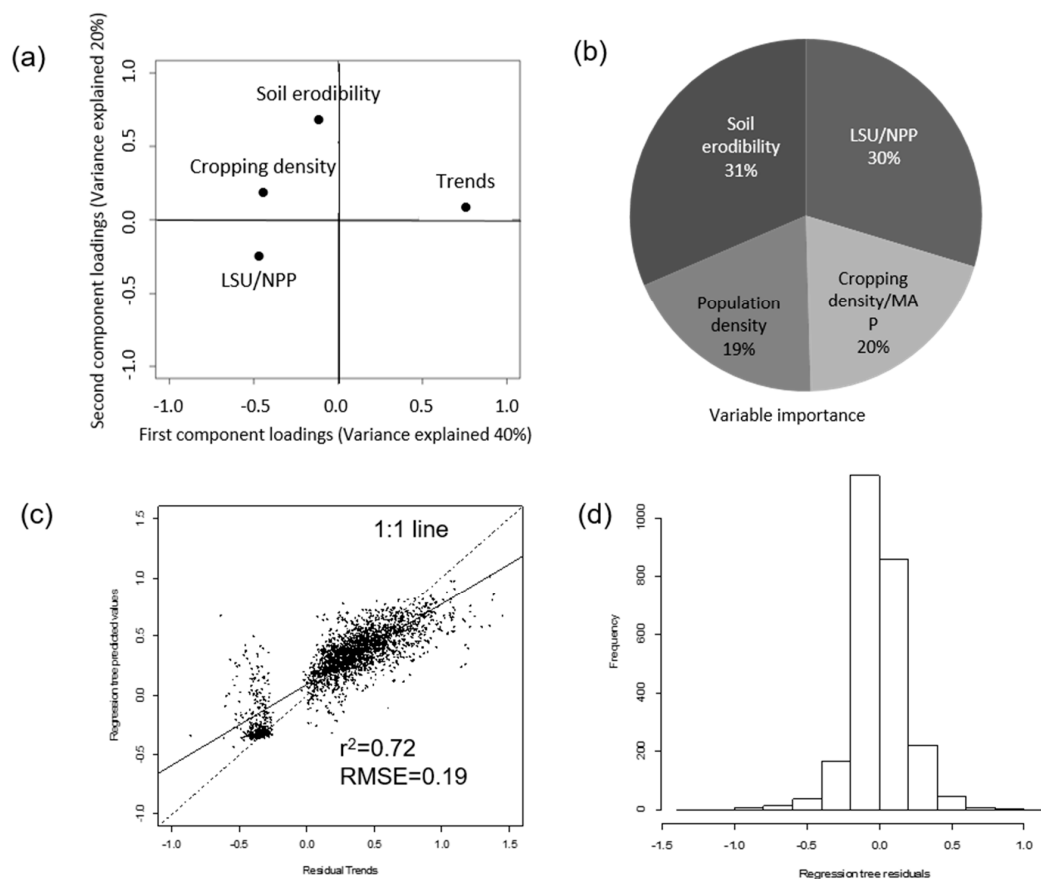 (a)
Second component loadings (Variance explained 20%)
1.0
0.5
0.0
-0.5
-1.0
Soil erodibility
Cropping density
Trends
LSU/NPP
-1.0 -0.5 0.0 0.5 1.0
First component loadings (Variance explained 40%)
(b)
Soil
erodibility
31%
LSU/NPP
30%
Population
density
19%
Cropping
density/MA
P
20%
Variable importance
(c)
Regression tree predicted values
1.5
1.0
0.5
0.0
-0.5
-1.0
1:1 line
r²=0.72
RMSE=0.19
-1.0 -0.5 0.0 0.5 1.0 1.5
Residual Trends
(d)
Frequency
1000
800
600
400
200
0
-1.5 -1.0 -0.5 0.0 0.5 1.0
Regression tree residuals